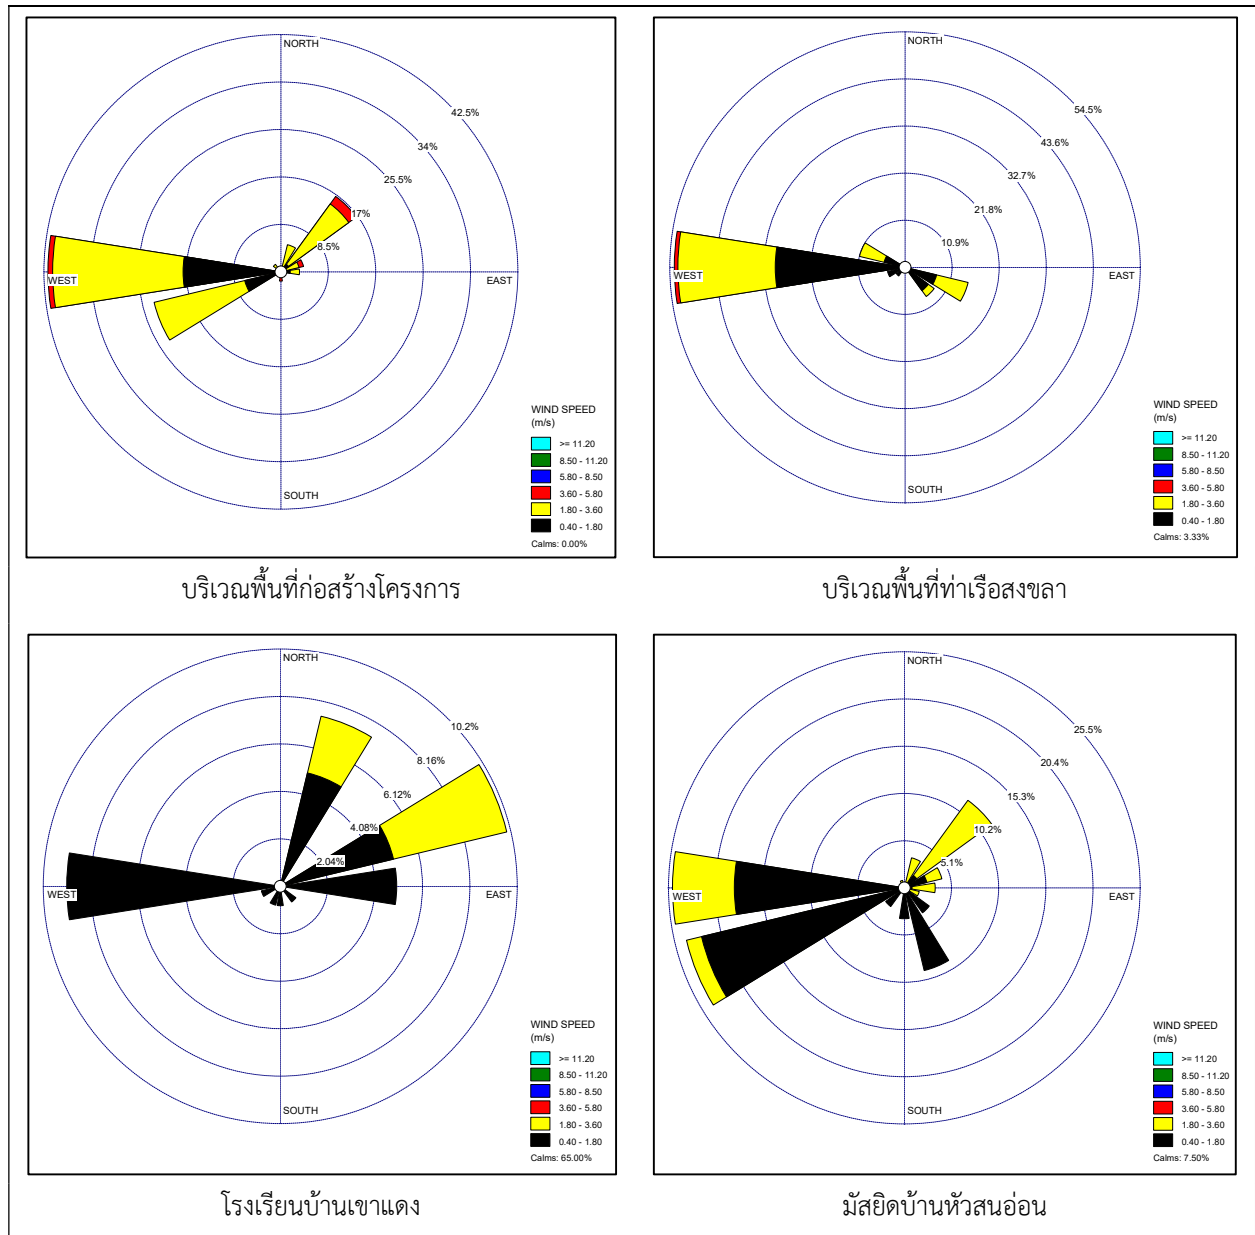 NORTH
42.5%
34%
25.5%
17%
8.5%
WEST
EAST
SOUTH
WIND SPEED
(m/s)
>= 11.20
8.50 - 11.20
5.80 - 8.50
3.60 - 5.80
1.80 - 3.60
0.40 - 1.80
Calms: 0.00%
บริเวณพื้นที่ก่อสร้างโครงการ
NORTH
54.5%
43.6%
32.7%
21.8%
10.9%
WEST
EAST
SOUTH
WIND SPEED
(m/s)
>= 11.20
8.50 - 11.20
5.80 - 8.50
3.60 - 5.80
1.80 - 3.60
0.40 - 1.80
Calms: 3.33%
บริเวณพื้นที่ท่าเรือสงขลา
NORTH
10.2%
8.16%
6.12%
4.08%
2.04%
WEST
EAST
SOUTH
WIND SPEED
(m/s)
>= 11.20
8.50 - 11.20
5.80 - 8.50
3.60 - 5.80
1.80 - 3.60
0.40 - 1.80
Calms: 65.00%
โรงเรียนบ้านเขาแดง
NORTH
25.5%
20.4%
15.3%
10.2%
5.1%
WEST
EAST
SOUTH
WIND SPEED
(m/s)
>= 11.20
8.50 - 11.20
5.80 - 8.50
3.60 - 5.80
1.80 - 3.60
0.40 - 1.80
Calms: 7.50%
มัสยิดบ้านหัวสนอ่อน